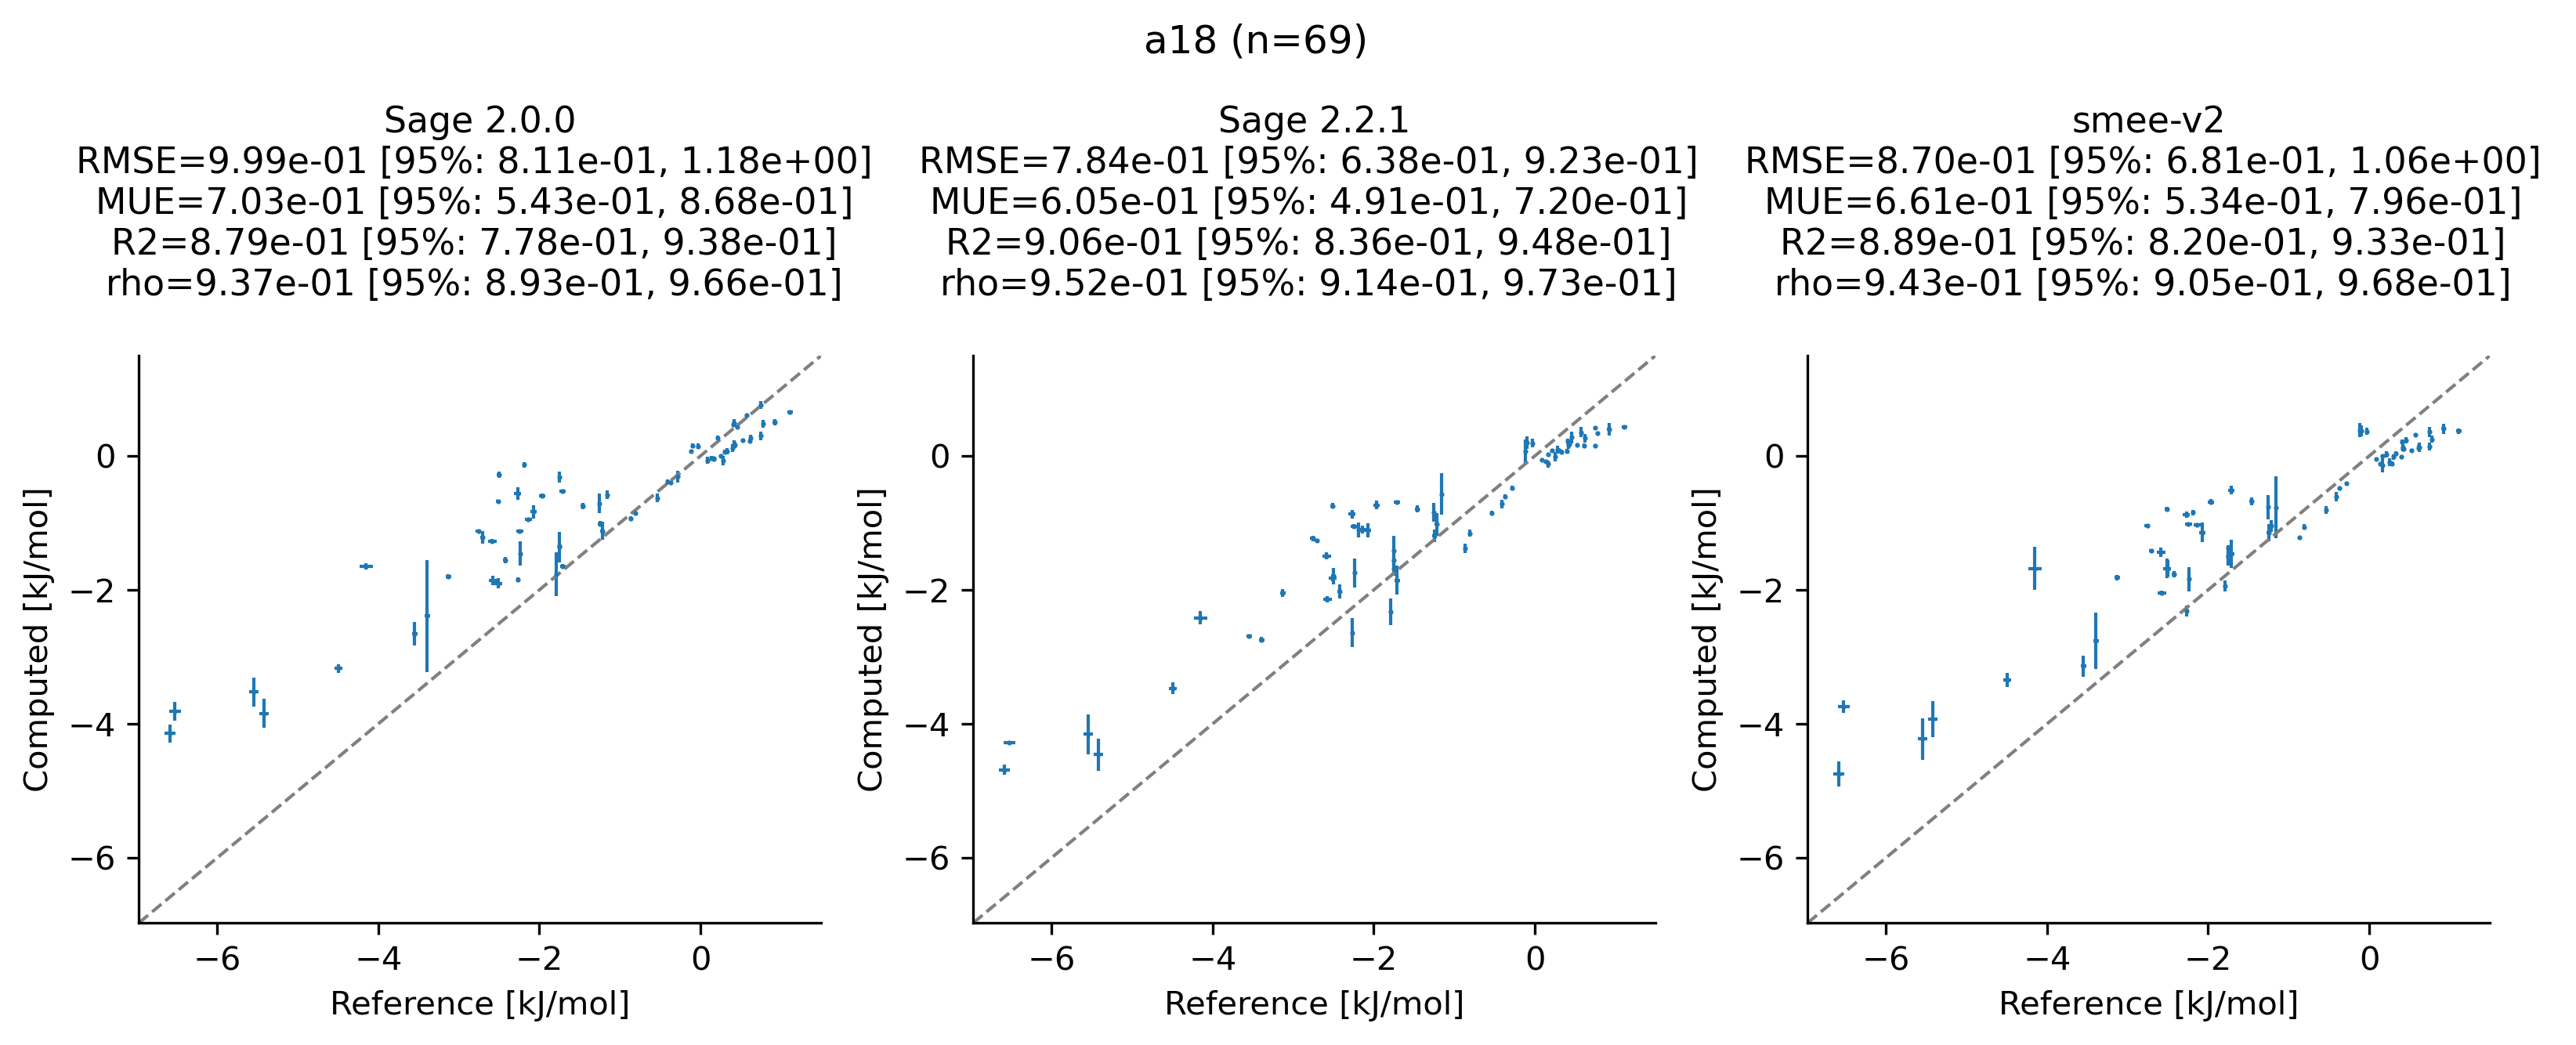 a18 (n=69)
Sage 2.0.0
RMSE=9.99e-01 [95%: 8.11e-01, 1.18e+00]
MUE=7.03e-01 [95%: 5.43e-01, 8.68e-01]
R2=8.79e-01 [95%: 7.78e-01, 9.38e-01]
rho=9.37e-01 [95%: 8.93e-01, 9.66e-01]
Computed [kJ/mol]
0
−2
−4
−6
−6 −4 −2 0
Reference [kJ/mol]
Sage 2.2.1
RMSE=7.84e-01 [95%: 6.38e-01, 9.23e-01]
MUE=6.05e-01 [95%: 4.91e-01, 7.20e-01]
R2=9.06e-01 [95%: 8.36e-01, 9.48e-01]
rho=9.52e-01 [95%: 9.14e-01, 9.73e-01]
Computed [kJ/mol]
0
−2
−4
−6
−6 −4 −2 0
Reference [kJ/mol]
smee-v2
RMSE=8.70e-01 [95%: 6.81e-01, 1.06e+00]
MUE=6.61e-01 [95%: 5.34e-01, 7.96e-01]
R2=8.89e-01 [95%: 8.20e-01, 9.33e-01]
rho=9.43e-01 [95%: 9.05e-01, 9.68e-01]
Computed [kJ/mol]
0
−2
−4
−6
−6 −4 −2 0
Reference [kJ/mol]